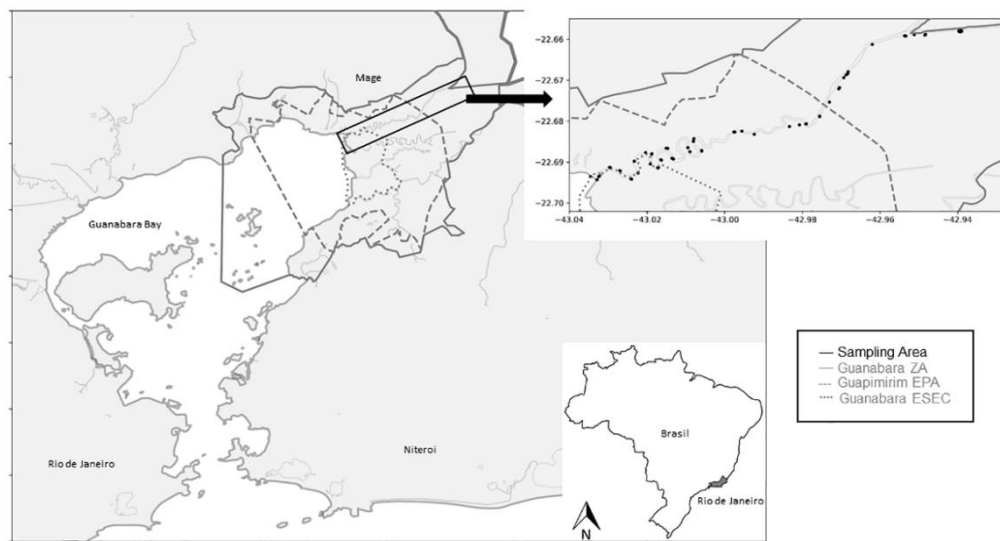 Mage
Guanabara Bay
Rio de Janeiro
Niteroi
−22.66
−22.67
−22.68
−22.69
−22.70
−43.04
−43.02
−43.00
−42.98
−42.96
−42.94
Sampling Area
Guanabara ZA
Guapimirim EPA
Guanabara ESEC
Brasil
Rio de Janeiro
N